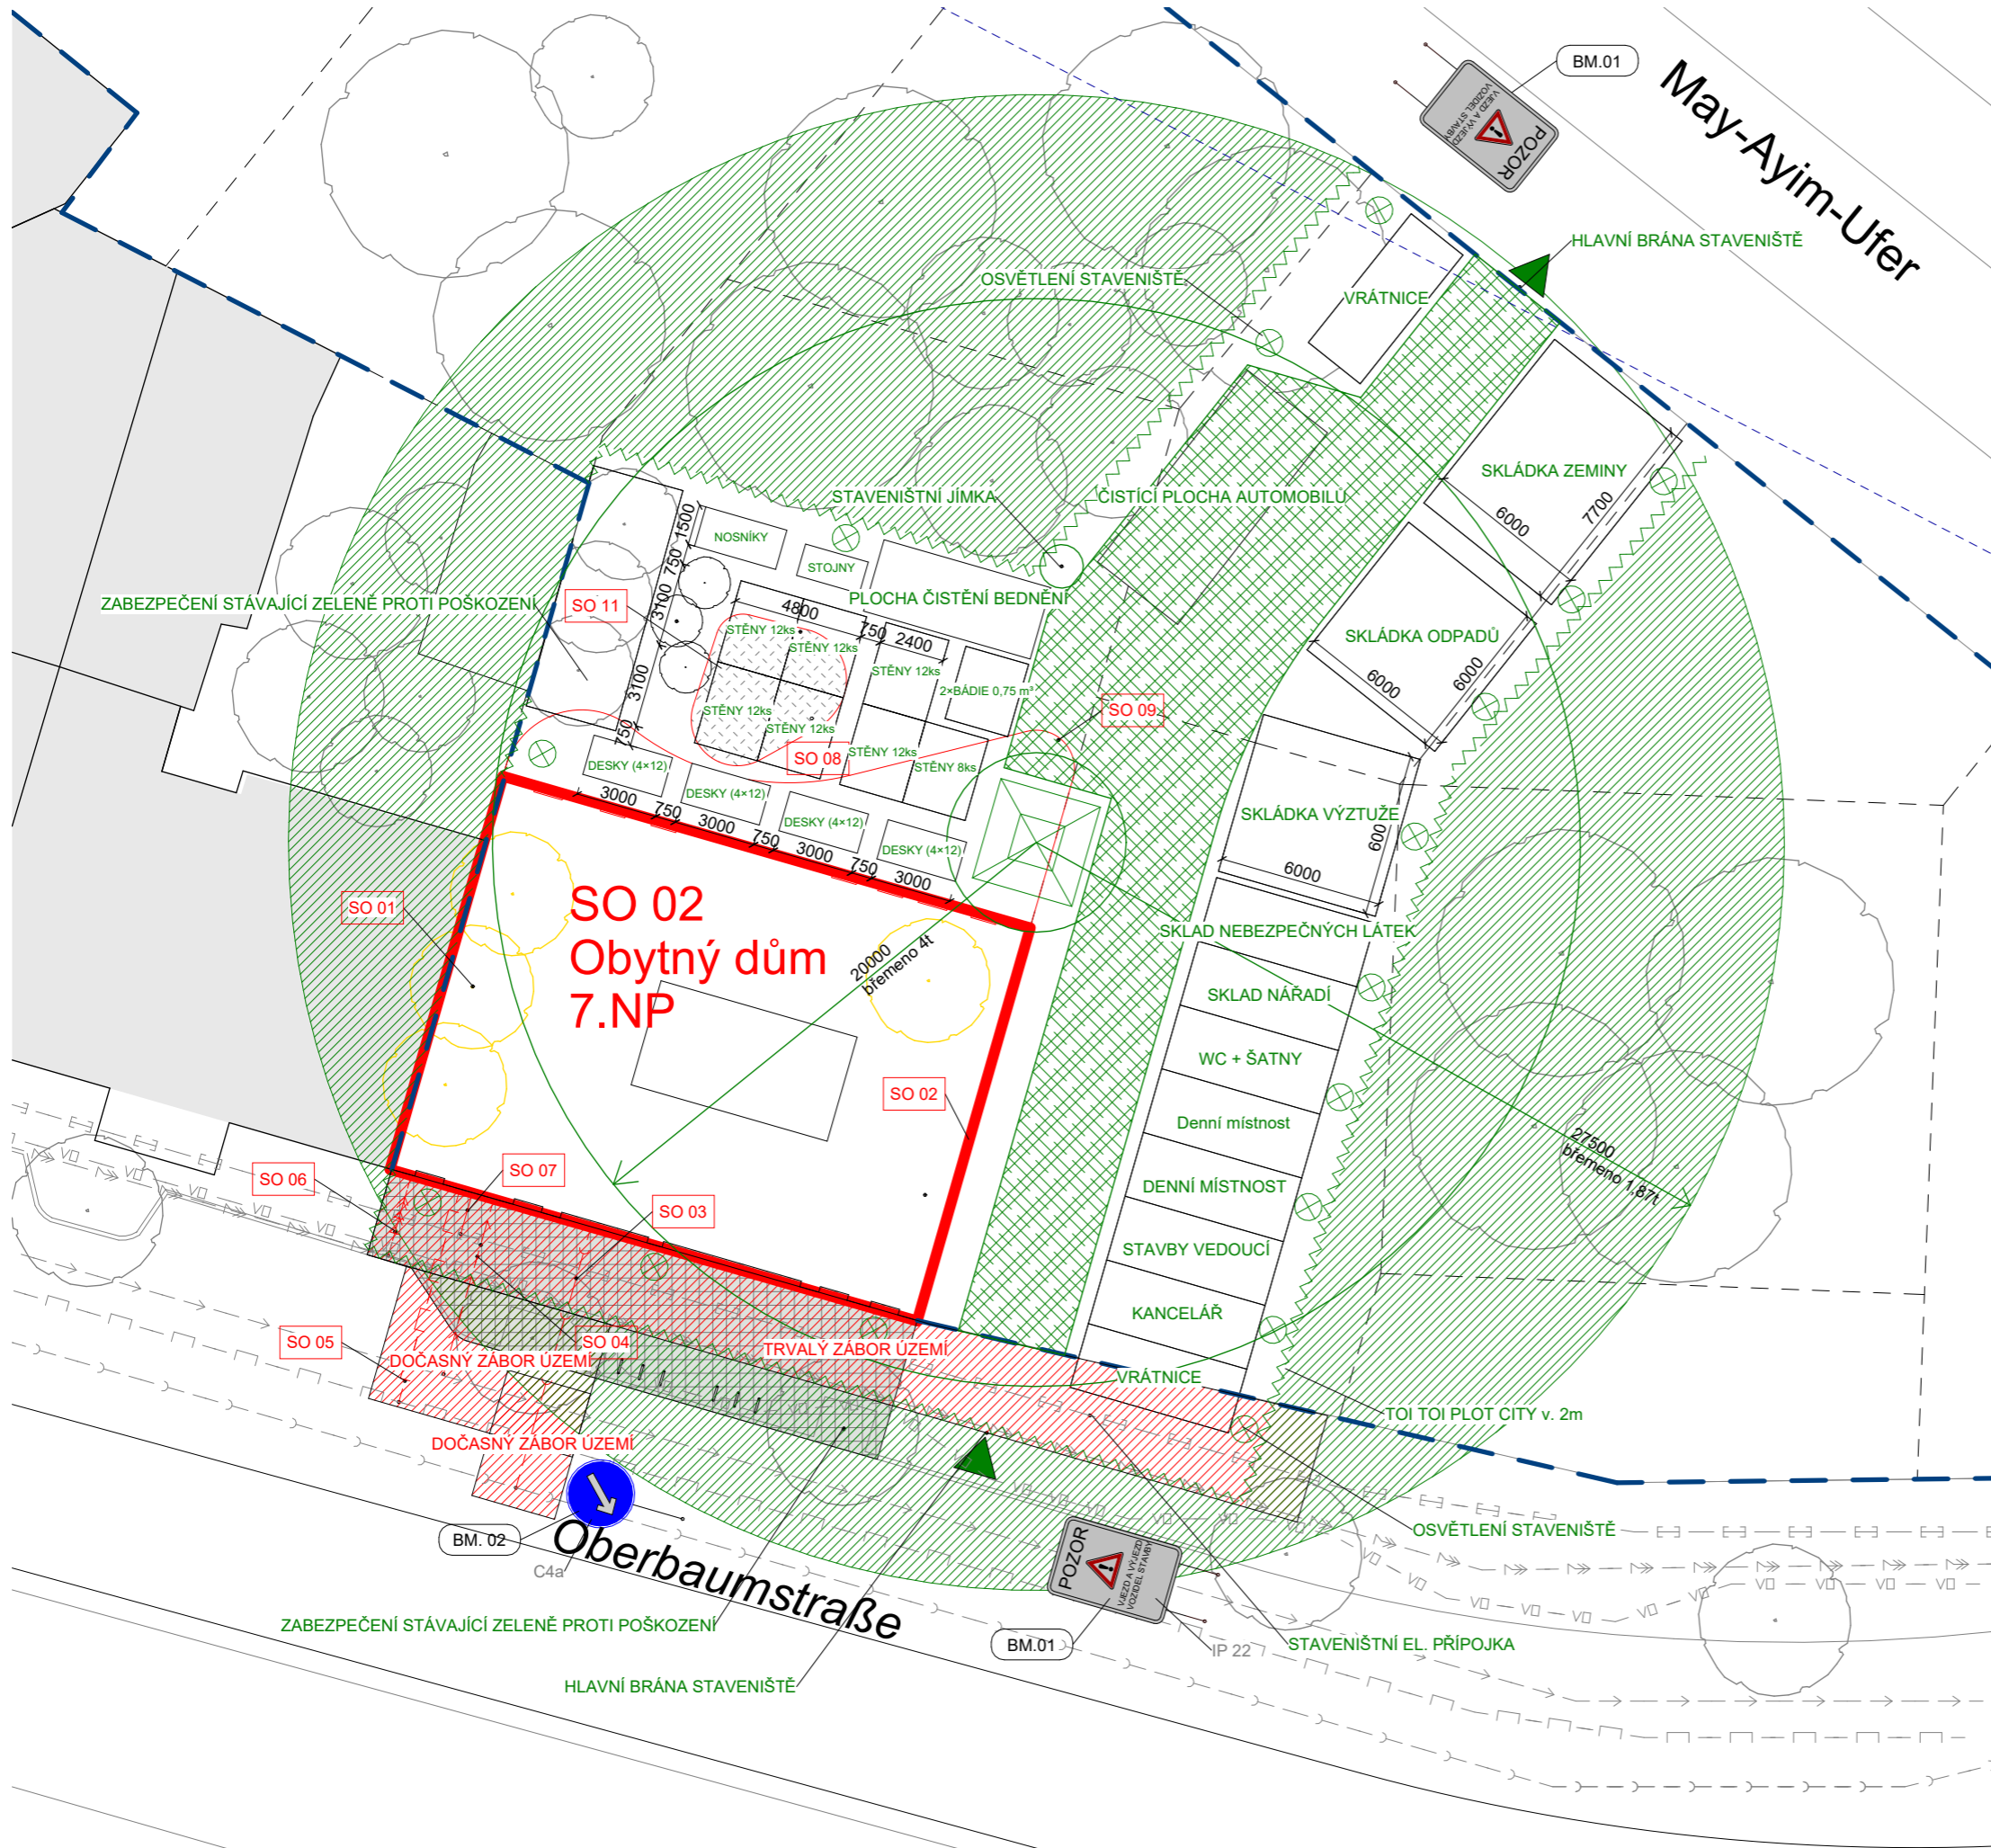 BM.01
May-Ayim-Ufer
POZOR
VJEZD A VÝJEZD
VOZIDEL STAVBY
HLAVNÍ BRÁNA STAVENIŠTĚ
OSVĚTLENÍ STAVENIŠTĚ
VRÁTNICE
SKLÁDKA ZEMINY
6000
7700
STAVENIŠTNÍ JÍMKA
ČISTÍCÍ PLOCHA AUTOMOBILŮ
NOSNÍKY
STOJNY
1500
750
3100
3100
750
PLOCHA ČISTĚNÍ BEDNĚNÍ
ZABEZPEČENÍ STÁVAJÍCÍ ZELENĚ PROTI POŠKOZENÍ
SO 11
4800
750
2400
STĚNY 12ks
STĚNY 12ks
STĚNY 12ks
STĚNY 12ks
STĚNY 12ks
STĚNY 12ks
STĚNY 8ks
2×BÁDIE 0,75 m³
SKLÁDKA ODPADŮ
6000
6000
SO 09
SO 08
DESKY (4×12)
DESKY (4×12)
DESKY (4×12)
DESKY (4×12)
3000
750
3000
750
3000
750
3000
SKLÁDKA VÝZTUŽE
6000
600
SO 01
SO 02
Obytný dům
7.NP
20000
břemeno 4t
SKLAD NEBEZPEČNÝCH LÁTEK
SKLAD NÁŘADÍ
WC + ŠATNY
SO 02
Denní místnost
27500
břemeno 1,87t
DENNÍ MÍSTNOST
SO 07
SO 06
SO 03
STAVBY VEDOUCÍ
KANCELÁŘ
SO 05
SO 04
DOČASNÝ ZÁBOR ÚZEMÍ
TRVALÝ ZÁBOR ÚZEMÍ
VRÁTNICE
TOI TOI PLOT CITY v. 2m
DOČASNÝ ZÁBOR ÚZEMÍ
BM. 02
C4a
Oberbaumstraße
OSVĚTLENÍ STAVENIŠTĚ
POZOR
VJEZD A VÝJEZD
VOZIDEL STAVBY
ZABEZPEČENÍ STÁVAJÍCÍ ZELENĚ PROTI POŠKOZENÍ
BM.01
IP 22
STAVENIŠTNÍ EL. PŘÍPOJKA
HLAVNÍ BRÁNA STAVENIŠTĚ